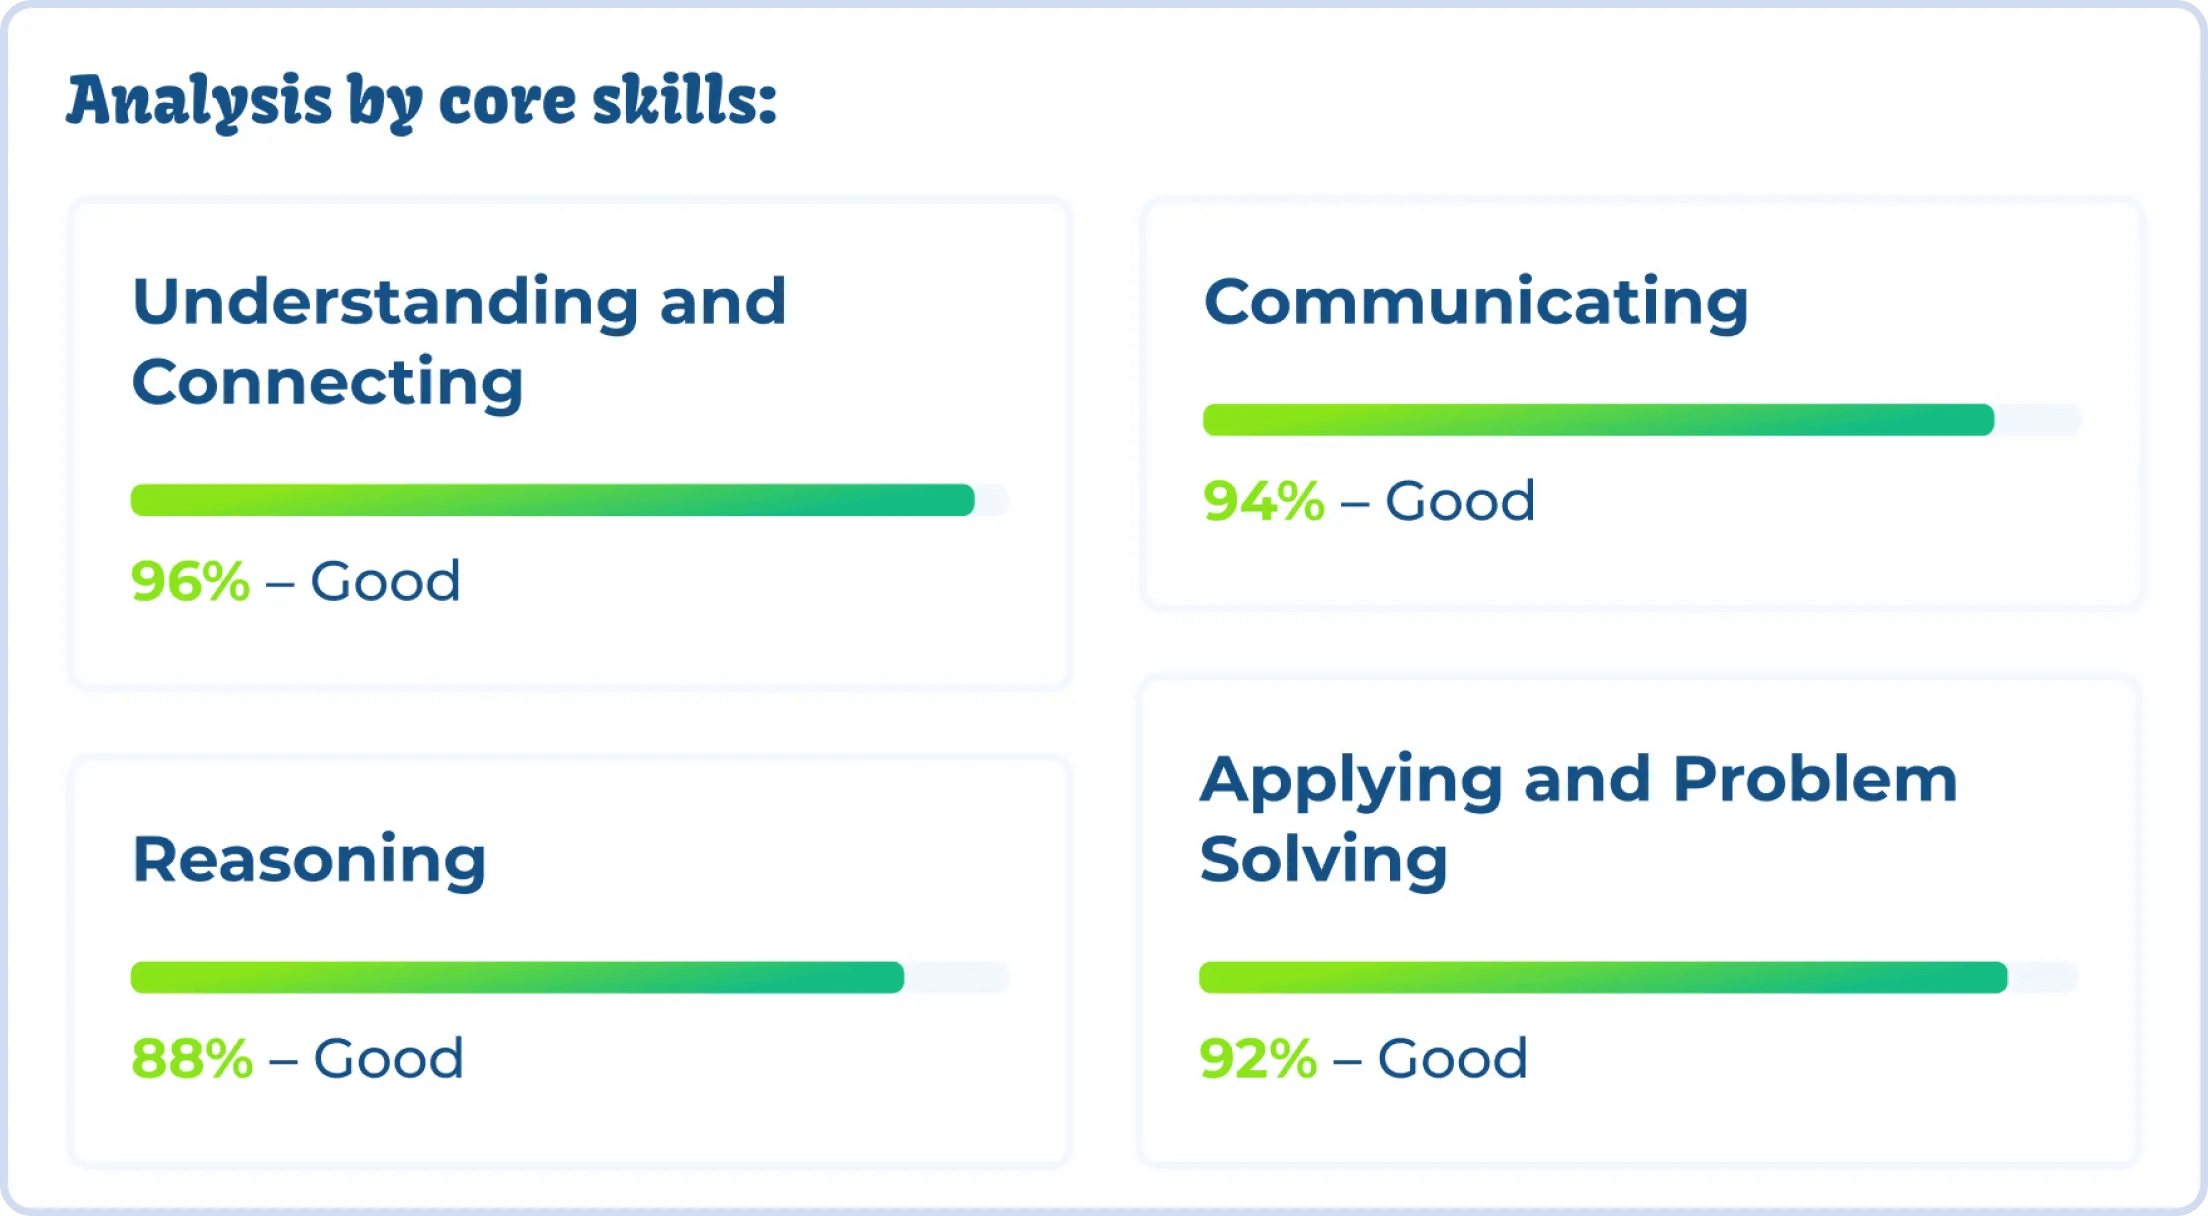 Analysis by core skills:
Understanding and
Connecting
96% – Good
Communicating
94% – Good
Reasoning
88% – Good
Applying and Problem
Solving
92% – Good